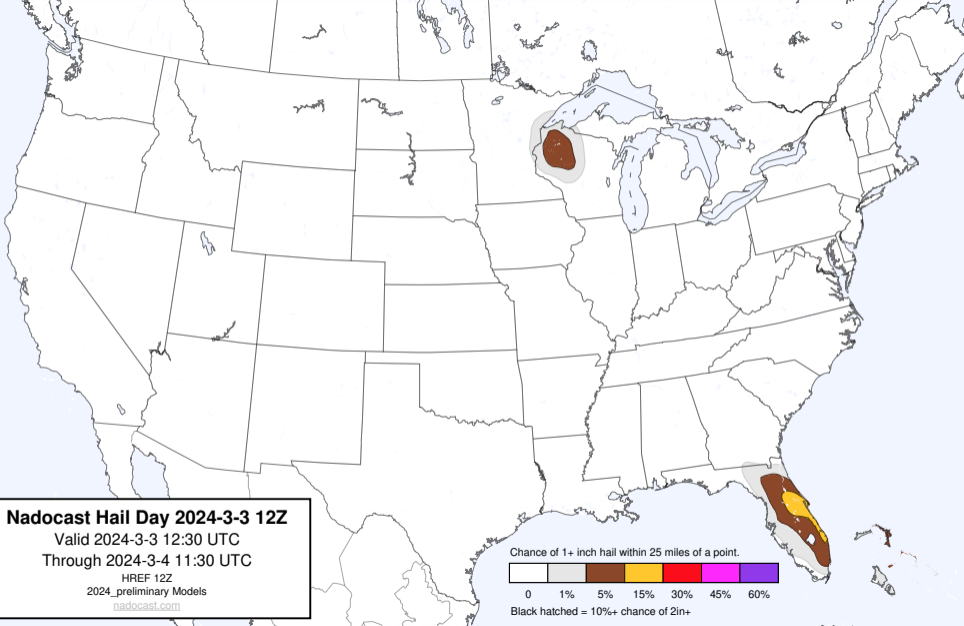 Nadocast Hail Day 2024-3-3 12Z
Valid 2024-3-3 12:30 UTC
Through 2024-3-4 11:30 UTC
HREF 12Z
2024_preliminary Models
nadocast.com
Chance of 1+ inch hail within 25 miles of a point.
0 1% 5% 15% 30% 45% 60%
Black hatched = 10%+ chance of 2in+